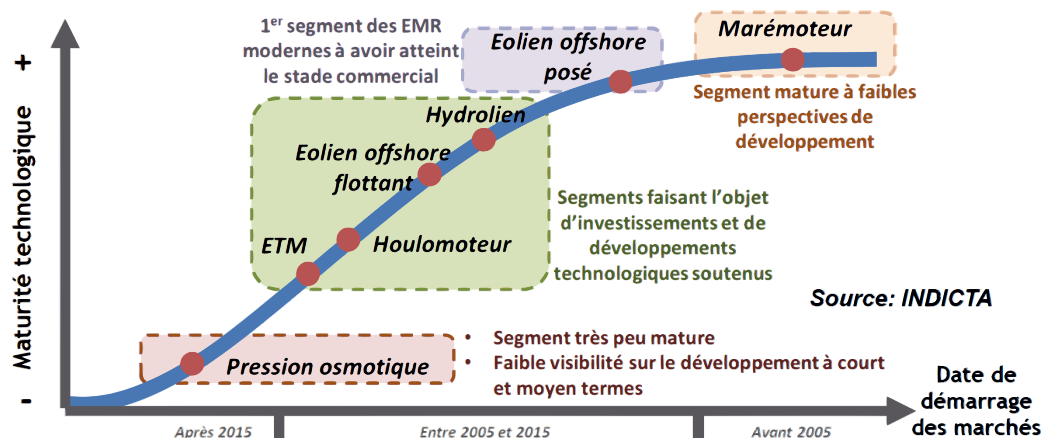 1er segment des EMR
modernes à avoir atteint
le stade commercial
Eolien offshore
posé
Marémoteur
Segment mature à faibles
perspectives de
développement
Hydrolien
Eolien offshore
flottant
ETM
Houlomoteur
Segments faisant l'objet
d'investissements et de
développements
technologiques soutenus
Source: INDICTA
Pression osmotique
• Segment très peu mature
• Faible visibilité sur le développement à court
et moyen termes
+
Maturité technologique
-
Date de
démarrage
des marchés
Après 2015
Entre 2005 et 2015
Avant 2005